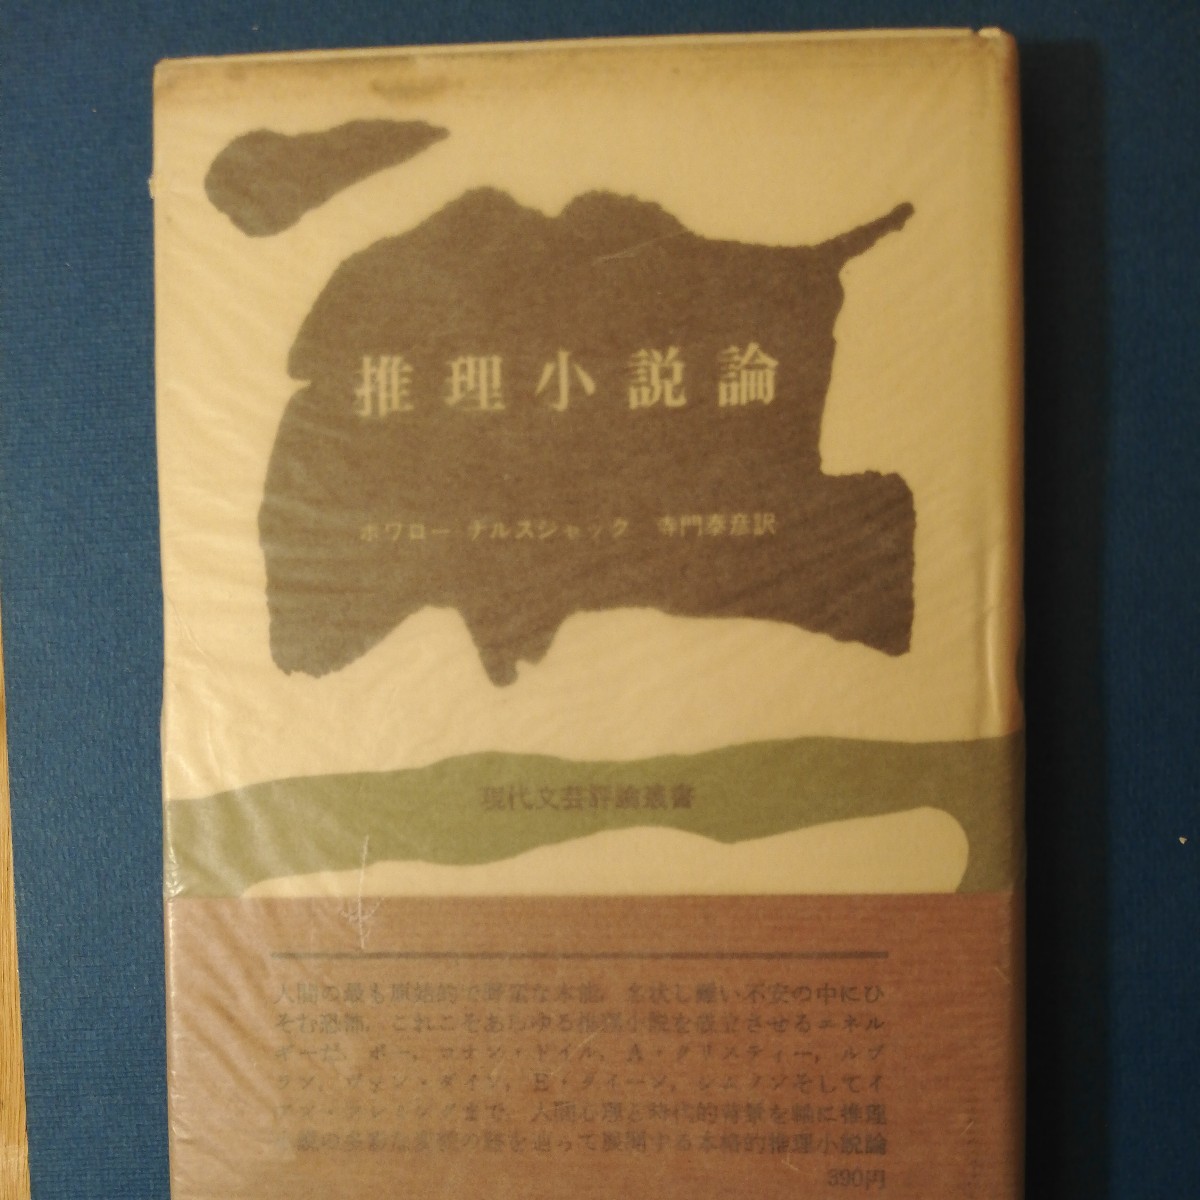 推理小説論
ボワロー ナルスジャック 寺門泰彦訳
現代文芸評論叢書
人間の最も原始的で野蛮な本能，名状し難い不安の中にひ
そむ恐怖，これこそあらゆる推理小説を成立させるエネル
ギーだ．ポー，コナン・ドイル，A・クリスティー，ルブ
ラン，ヴァン・ダイン，E・クイーン，シムノンそしてイ
アン・フレミングまで，人間心理と時代的背景を軸に推理
小説の多彩な変貌の跡を辿って展開する本格的推理小説論
390円